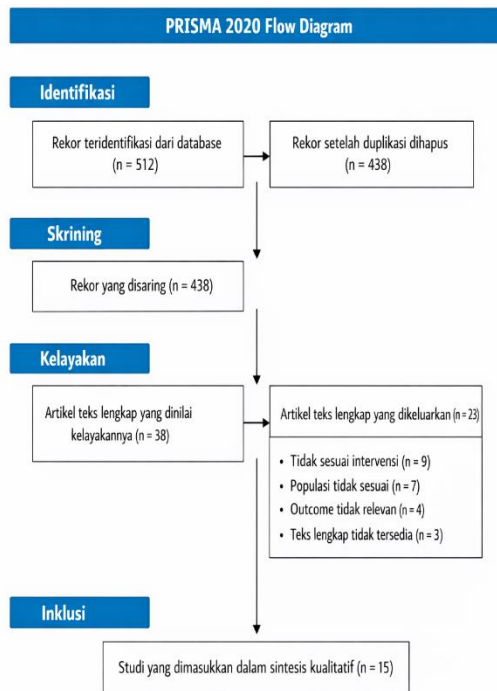 PRISMA 2020 Flow Diagram
Identifikasi
Rekor teridentifikasi dari database
(n = 512)
Rekor setelah duplikasi dihapus
(n = 438)
Skrining
Rekor yang disaring (n = 438)
Kelayakan
Artikel teks lengkap yang dinilai
kelayakannya (n = 38)
Artikel teks lengkap yang dikeluarkan (n = 23)
• Tidak sesuai intervensi (n = 9)
• Populasi tidak sesuai (n = 7)
• Outcome tidak relevan (n = 4)
• Teks lengkap tidak tersedia (n = 3)
Inklusi
Studi yang dimasukkan dalam sintesis kualitatif (n = 15)